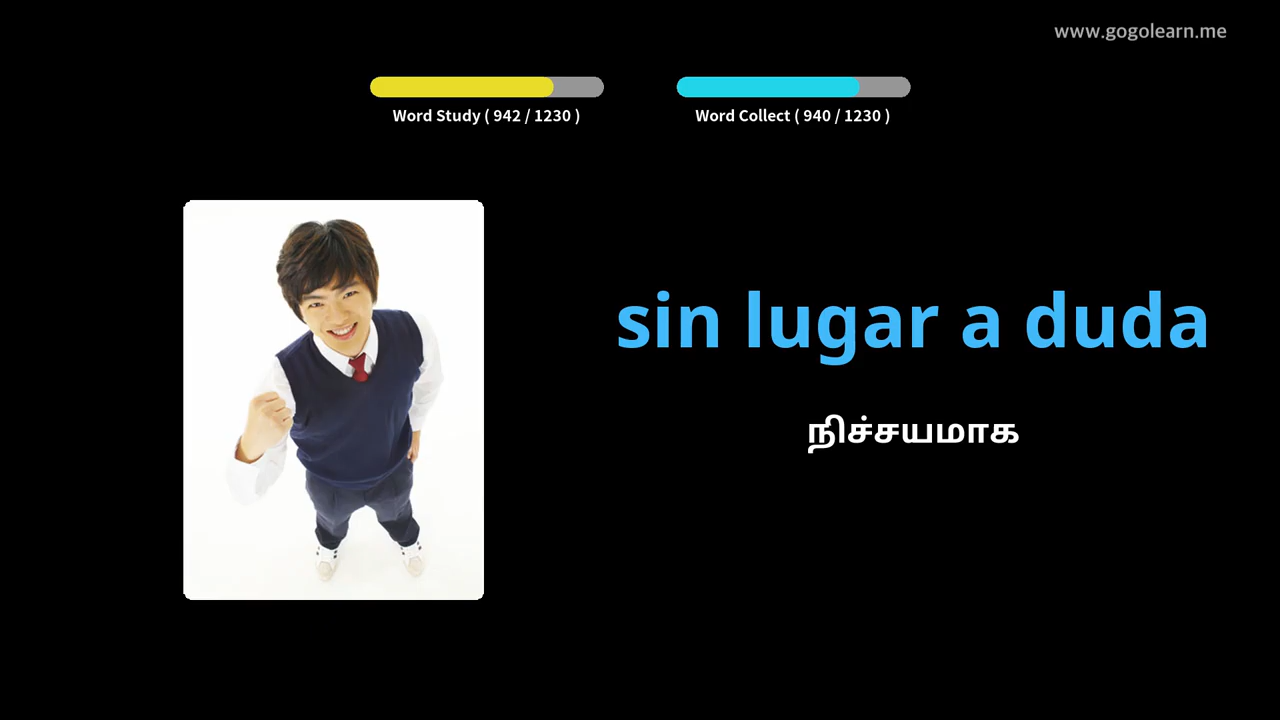 www.gogolearn.me
Word Study ( 942 / 1230 )
Word Collect ( 940 / 1230 )
sin lugar a duda
நிச்சயமாக